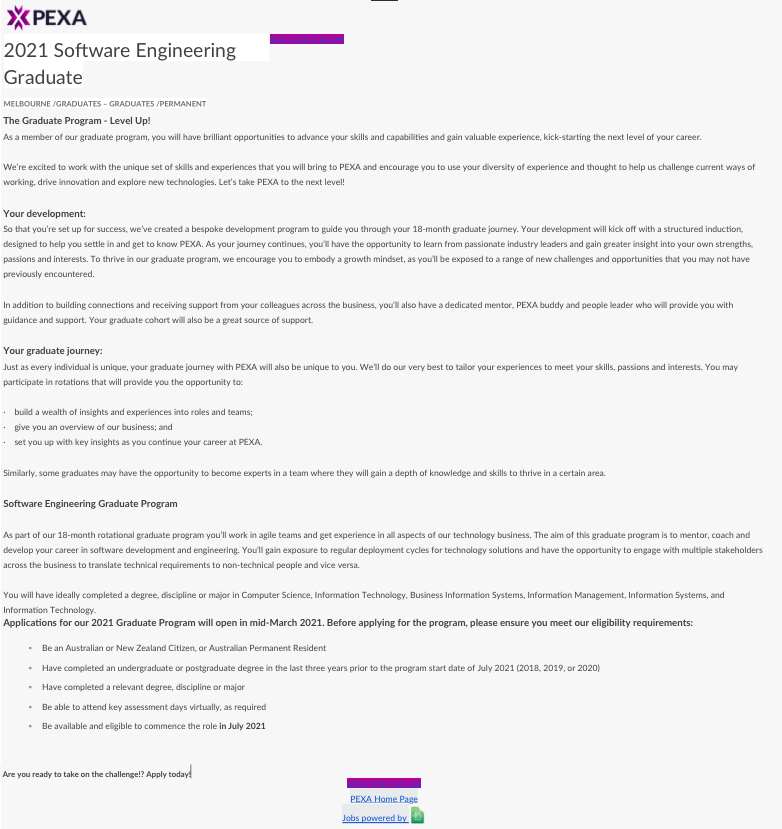 PEXA
2021 Software Engineering
Graduate
MELBOURNE /GRADUATES – GRADUATES /PERMANENT
The Graduate Program - Level Up!
As a member of our graduate program, you will have brilliant opportunities to advance your skills and capabilities and gain valuable experience, kick-starting the next level of your career.
We're excited to work with the unique set of skills and experiences that you will bring to PEXA and encourage you to use your diversity of experience and thought to help us challenge current ways of
working, drive innovation and explore new technologies. Let's take PEXA to the next level!
Your development:
So that you're set up for success, we've created a bespoke development program to guide you through your 18-month graduate journey. Your development will kick off with a structured induction,
designed to help you settle in and get to know PEXA. As your journey continues, you'll have the opportunity to learn from passionate industry leaders and gain greater insight into your own strengths,
passions and interests. To thrive in our graduate program, we encourage you to embody a growth mindset, as you'll be exposed to a range of new challenges and opportunities that you may not have
previously encountered.
In addition to building connections and receiving support from your colleagues across the business, you'll also have a dedicated mentor, PEXA buddy and people leader who will provide you with
guidance and support. Your graduate cohort will also be a great source of support.
Your graduate journey:
Just as every individual is unique, your graduate journey with PEXA will also be unique to you. We'll do our very best to tailor your experiences to meet your skills, passions and interests. You may
participate in rotations that will provide you the opportunity to:
· build a wealth of insights and experiences into roles and teams;
· give you an overview of our business; and
· set you up with key insights as you continue your career at PEXA.
Similarly, some graduates may have the opportunity to become experts in a team where they will gain a depth of knowledge and skills to thrive in a certain area.
Software Engineering Graduate Program
As part of our 18-month rotational graduate program you'll work in agile teams and get experience in all aspects of our technology business. The aim of this graduate program is to mentor, coach and
develop your career in software development and engineering. You'll gain exposure to regular deployment cycles for technology solutions and have the opportunity to engage with multiple stakeholders
across the business to translate technical requirements to non-technical people and vice versa.
You will have ideally completed a degree, discipline or major in Computer Science, Information Technology, Business Information Systems, Information Management, Information Systems, and
Information Technology.
Applications for our 2021 Graduate Program will open in mid-March 2021. Before applying for the program, please ensure you meet our eligibility requirements:
• Be an Australian or New Zealand Citizen, or Australian Permanent Resident
• Have completed an undergraduate or postgraduate degree in the last three years prior to the program start date of July 2021 (2018, 2019, or 2020)
• Have completed a relevant degree, discipline or major
• Be able to attend key assessment days virtually, as required
• Be available and eligible to commence the role in July 2021
Are you ready to take on the challenge!? Apply today!
PEXA Home Page
Jobs powered by